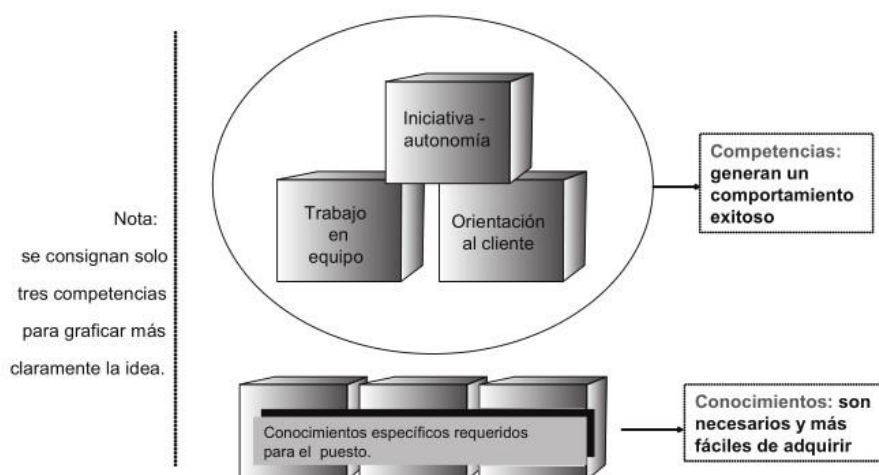 Iniciativa -
autonomía
Trabajo
en
equipo
Orientación
al cliente
Competencias:
generan un
comportamiento
exitoso
Nota:
se consignan solo
tres competencias
para graficar más
claramente la idea.
Conocimientos específicos requeridos
para el puesto.
Conocimientos: son
necesarios y más
fáciles de adquirir